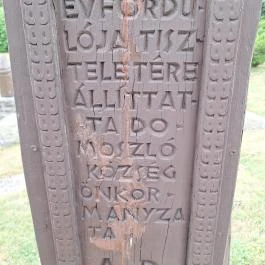 ÉVFORDU-
LÓJA TISZ-
TELETÉRE
ÁLLÍTTAT-
TA DO-
MOSZLÓ
KÖZSÉG
ÖNKOR-
MÁNYZA
TA